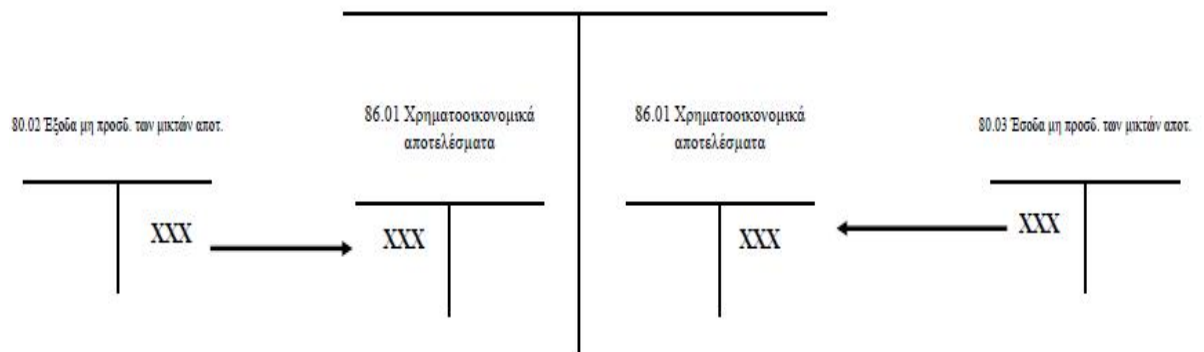 80.02 Έξοδα μη προσδ. των μικτών αποτ.
86.01 Χρηματοοικονομικά
αποτελέσματα
86.01 Χρηματοοικονομικά
αποτελέσματα
80.03 Έσοδα μη προσδ. των μικτών αποτ.
XXX
XXX
XXX
XXX